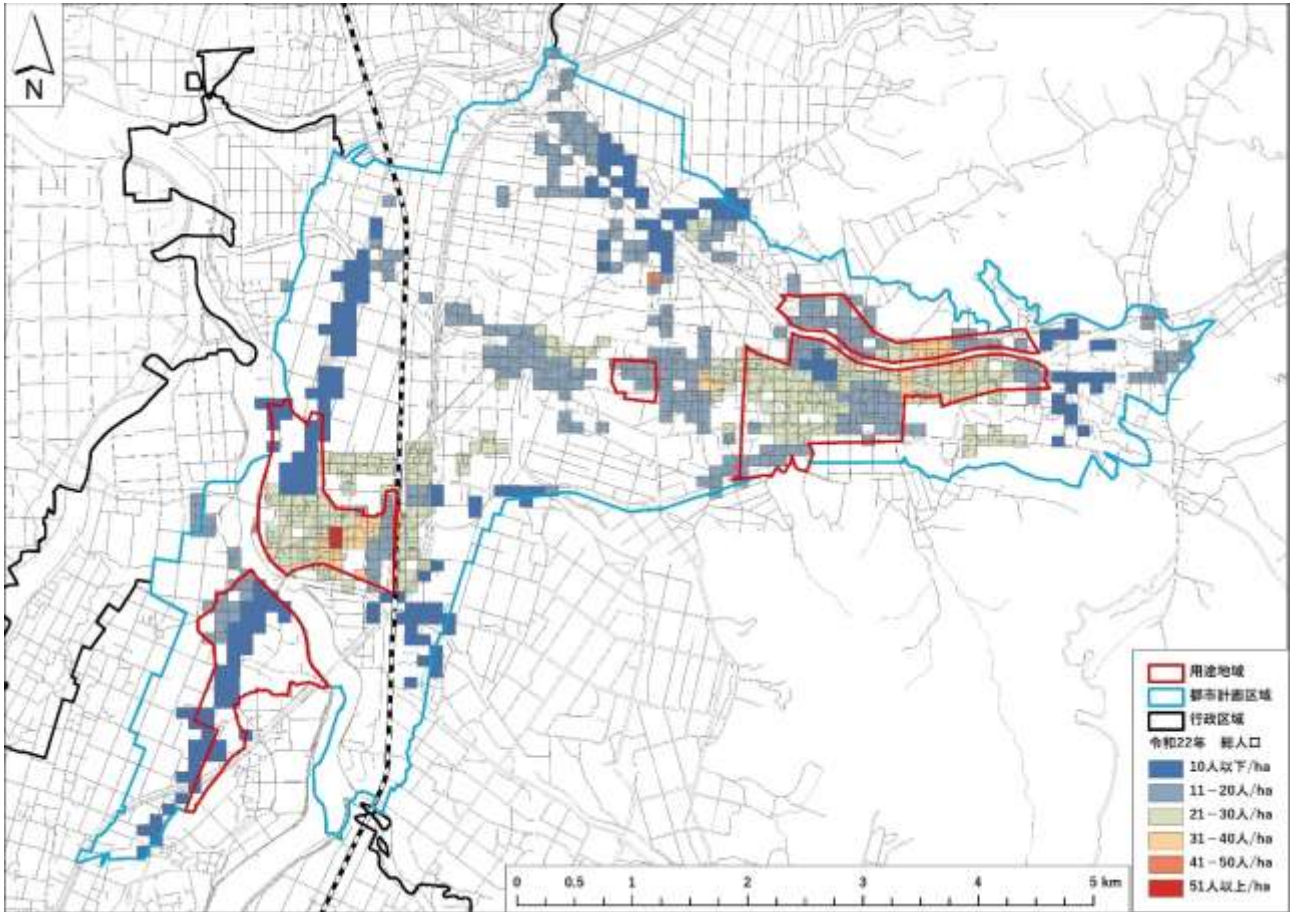 N
用途地域
都市計画区域
行政区域
令和22年 総人口
10人以下/ha
11－20人/ha
21－30人/ha
31－40人/ha
41－50人/ha
51人以上/ha
0 0.5 1 2 3 4 5 km